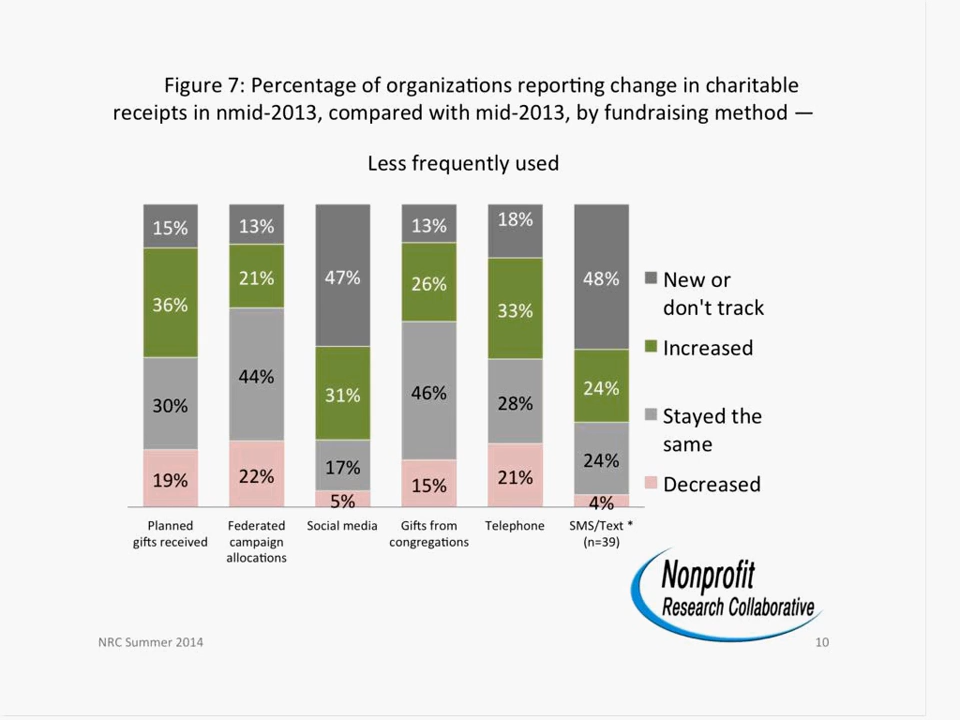 Figure 7: Percentage of organizations reporting change in charitable
receipts in nmid-2013, compared with mid-2013, by fundraising method —
Less frequently used
15%
13%
47%
13%
18%
48%
36%
21%
31%
26%
33%
24%
30%
44%
17%
46%
28%
24%
19%
22%
5%
15%
21%
4%
New or
don't track
Increased
Stayed the
same
Decreased
Planned
gifts received
Federated
campaign
allocations
Social media
Gifts from
congregations
Telephone
SMS/Text *
(n=39)
Nonprofit
Research Collaborative
NRC Summer 2014
10